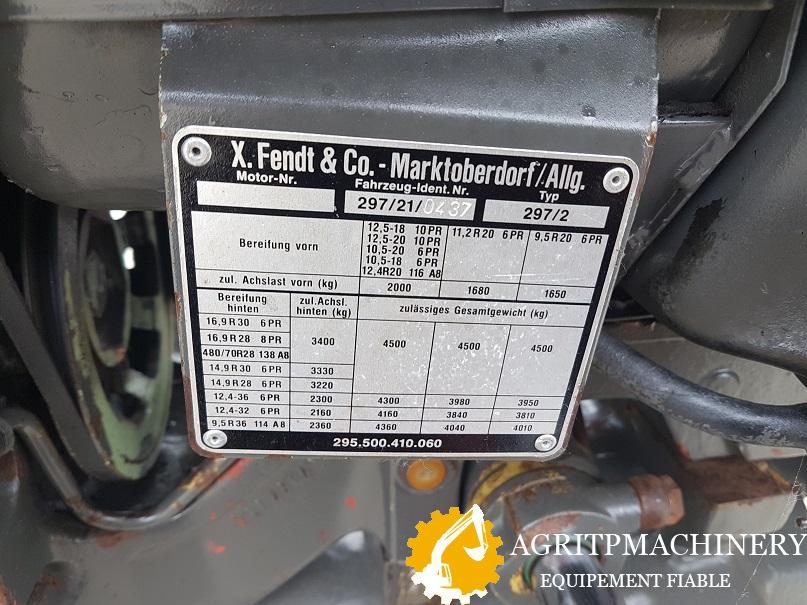 X. Fendt & Co. - Marktoberdorf/Allg.
Motor-Nr. Fahrzeug-Ident. Nr. Typ
297/21/0437 297/2
Bereifung vorn
12,5-18 10PR 11,2R20 6PR 9,5R20 6PR
12,5-20 10PR
10,5-20 6PR
10,5-18 6PR
12,4R20 116 A8
zul. Achslast vorn (kg) 2000 1680 1650
Bereifung hinten zul.Achsl. hinten (kg) zulässiges Gesamtgewicht (kg)
16,9R30 6PR
16,9R28 8PR 3400 4500 4500 4500
480/70R28 138 A8
14,9R30 6PR 3330
14,9R28 6PR 3220
12,4-36 6PR 2300 4300 3980 3950
12,4-32 6PR 2160 4160 3840 3810
9,5R36 114 A8 2360 4360 4040 4010
295.500.410.060
AGRITPMACHINERY
EQUIPEMENT FIABLE